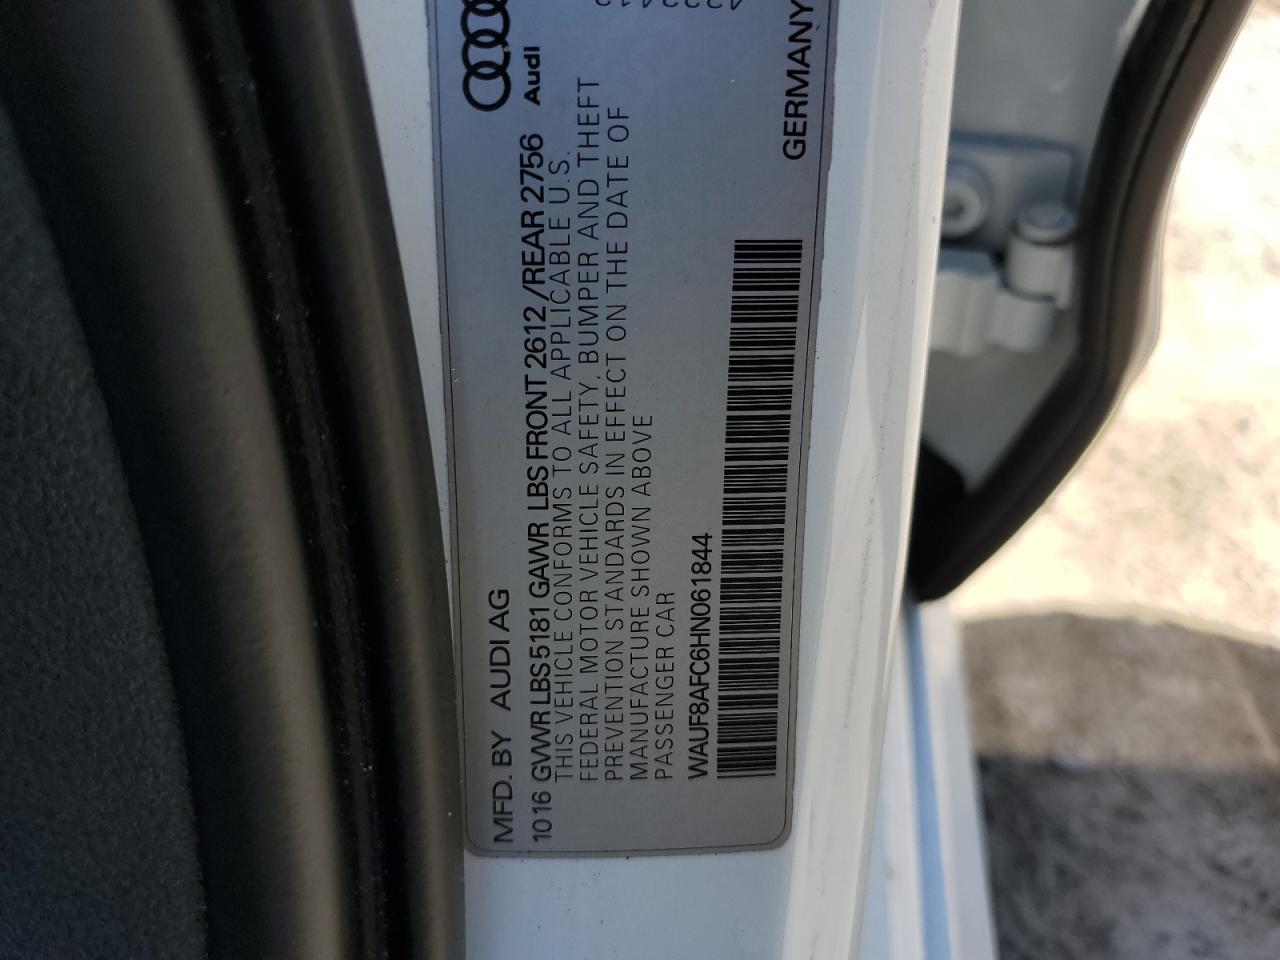 MFD. BY AUDI AG
10 16 GVWR LBS 5181 GAWR LBS FRONT 2612 /REAR 2756
THIS VEHICLE CONFORMS TO ALL APPLICABLE U.S.
FEDERAL MOTOR VEHICLE SAFETY, BUMPER AND THEFT
PREVENTION STANDARDS IN EFFECT ON THE DATE OF
MANUFACTURE SHOWN ABOVE
PASSENGER CAR
WAUF8AFC6HN061844
Audi
GERMANY